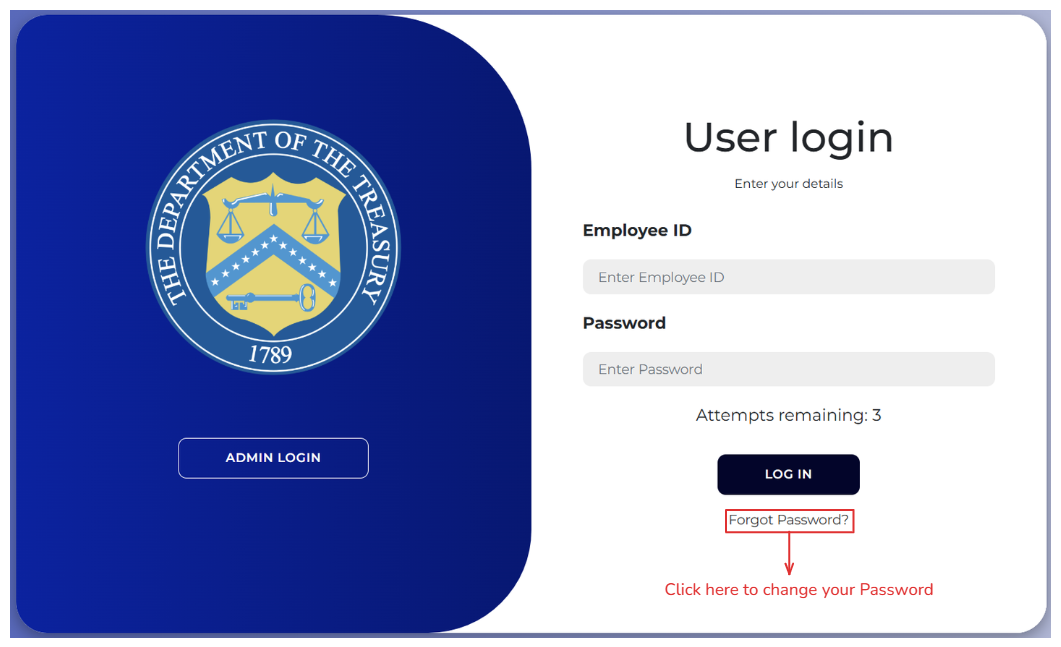 THE DEPARTMENT OF THE TREASURY
1789
ADMIN LOGIN
User login
Enter your details
Employee ID
Enter Employee ID
Password
Enter Password
Attempts remaining: 3
LOG IN
Forgot Password?
Click here to change your Password